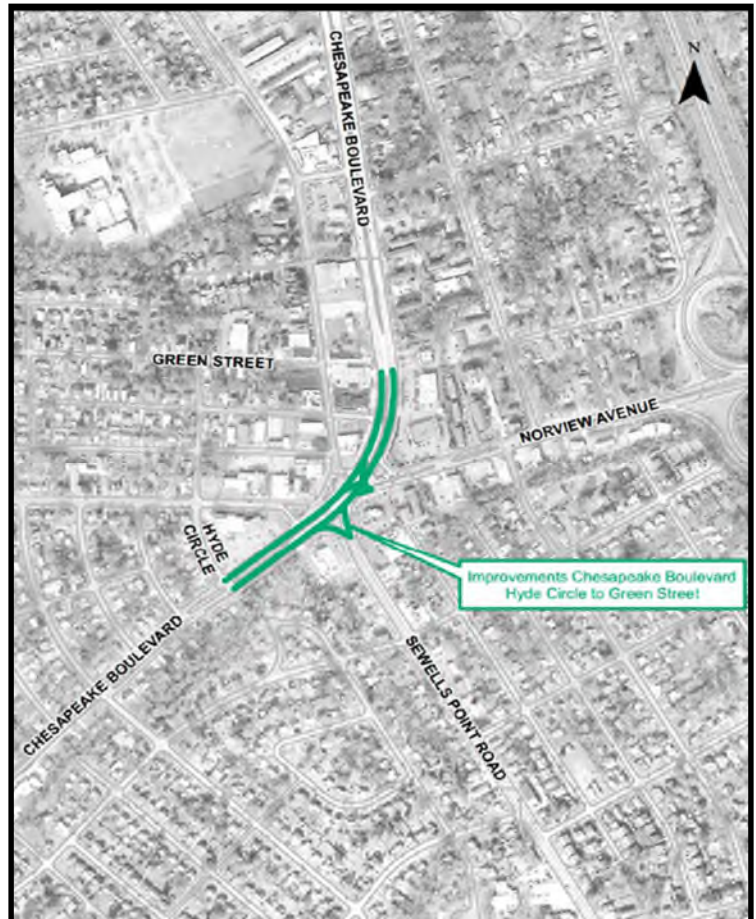 CHESAPEAKE BOULEVARD
N
GREEN STREET
NORVIEW AVENUE
HYDE
CIRCLE
Improvements Chesapeake Boulevard
Hyde Circle to Green Street
CHESAPEAKE BOULEVARD
SEWELLS POINT ROAD